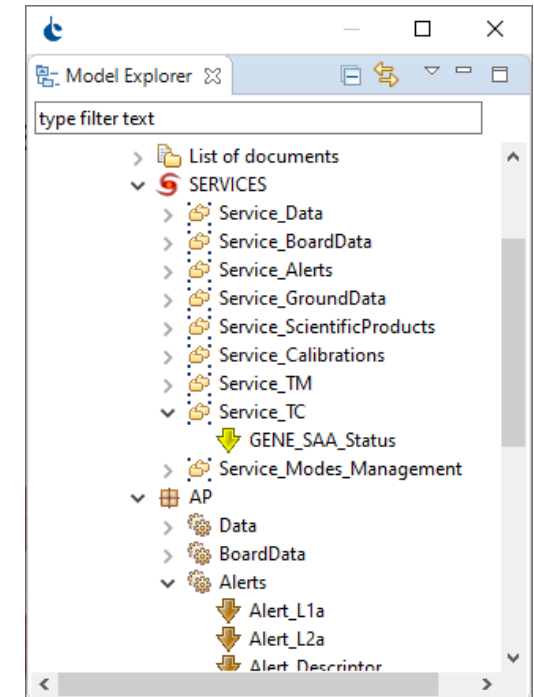 Model Explorer
type filter text
List of documents
SERVICES
Service_Data
Service_BoardData
Service_Alerts
Service_GroundData
Service_ScientificProducts
Service_Calibrations
Service_TM
Service_TC
GENE_SAA_Status
Service_Modes_Management
AP
Data
BoardData
Alerts
Alert_L1a
Alert_L2a
Alert_Descriptor